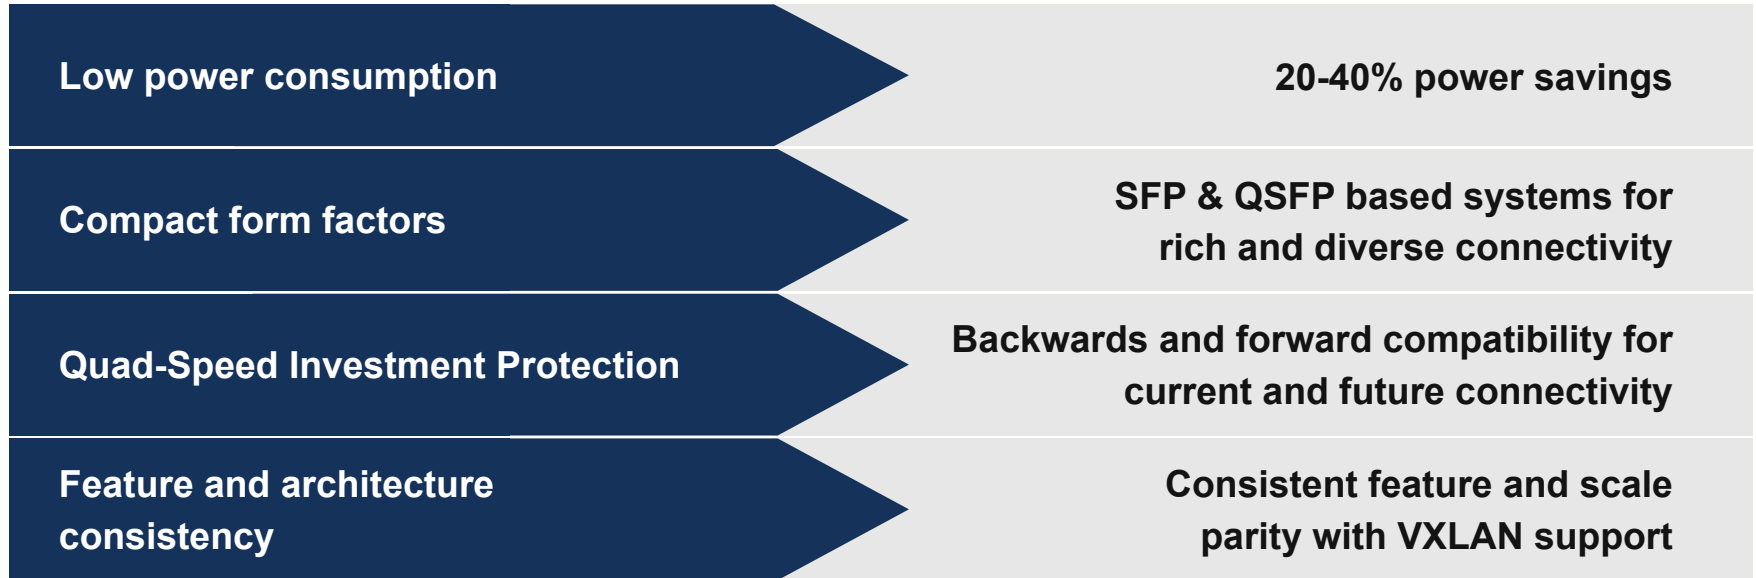 Low power consumption
20-40% power savings
Compact form factors
SFP & QSFP based systems for
rich and diverse connectivity
Quad-Speed Investment Protection
Backwards and forward compatibility for
current and future connectivity
Feature and architecture
consistency
Consistent feature and scale
parity with VXLAN support